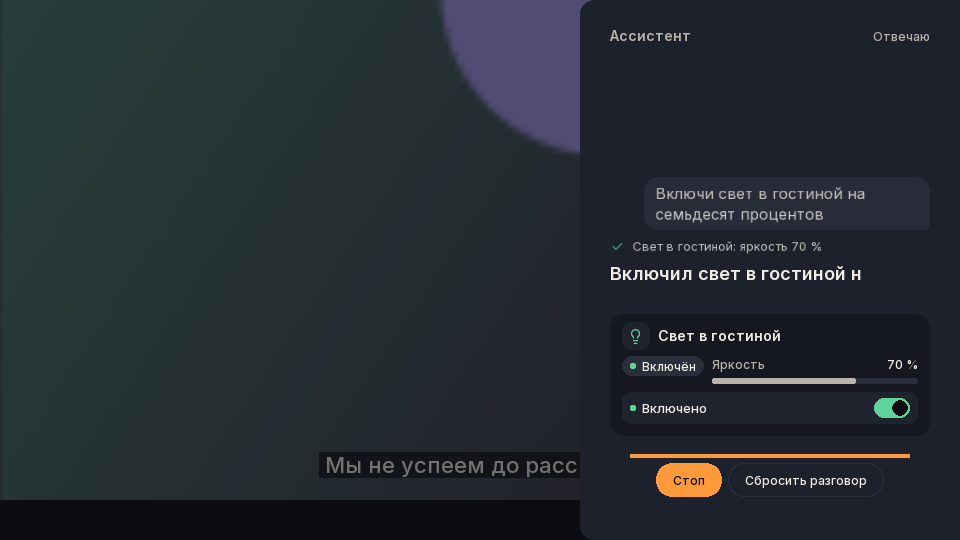 Ассистент
Отвечаю
Включи свет в гостиной на
семьдесят процентов
Свет в гостиной: яркость 70 %
Включил свет в гостиной н
Свет в гостиной
Включён
Яркость
70 %
Включено
Мы не успеем до расс
Стоп
Сбросить разговор